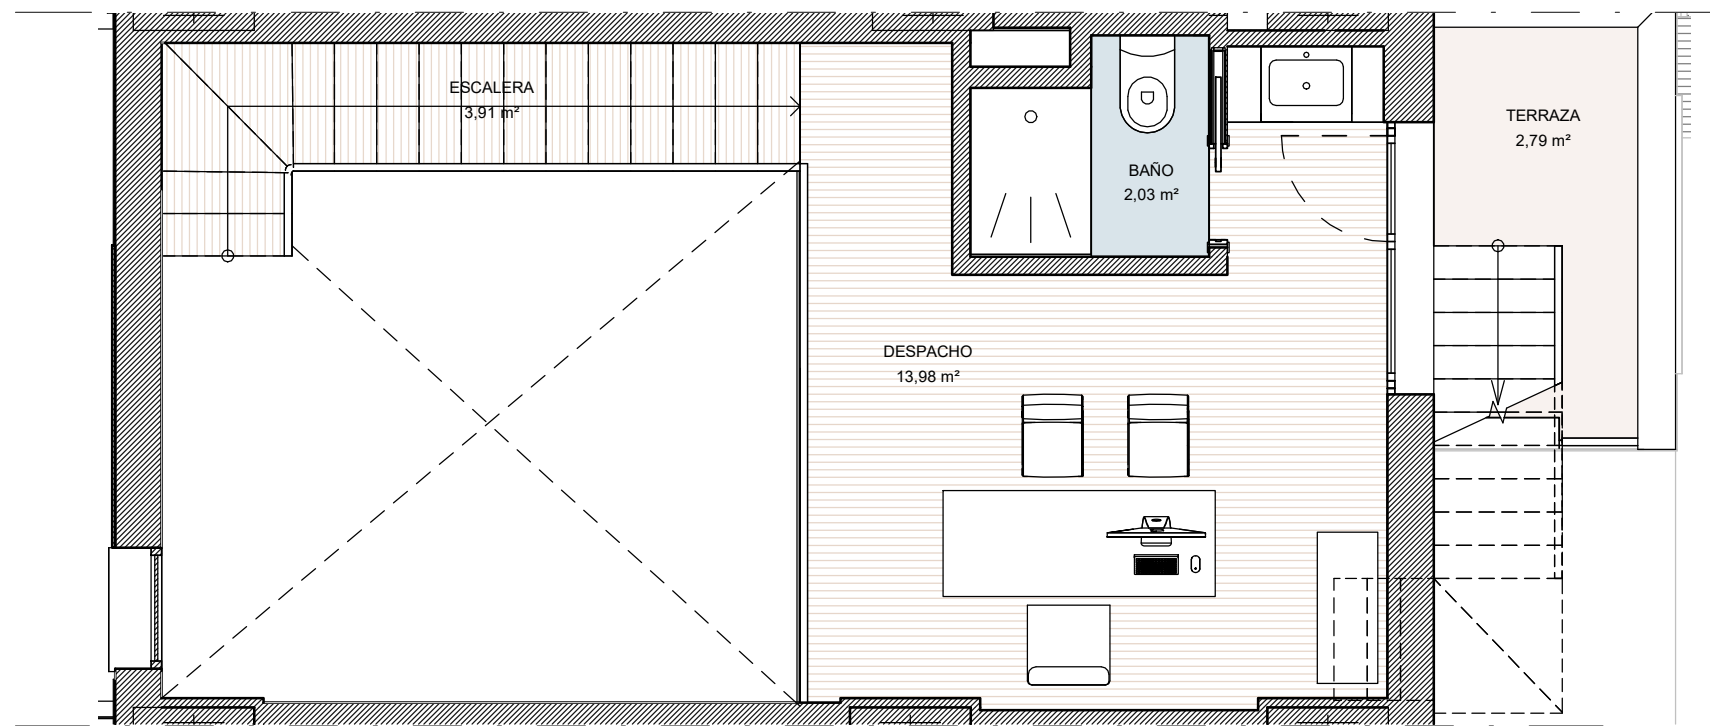 ESCALERA
3,91 m²
TERRAZA
2,79 m²
BAÑO
2,03 m²
DESPACHO
13,98 m²